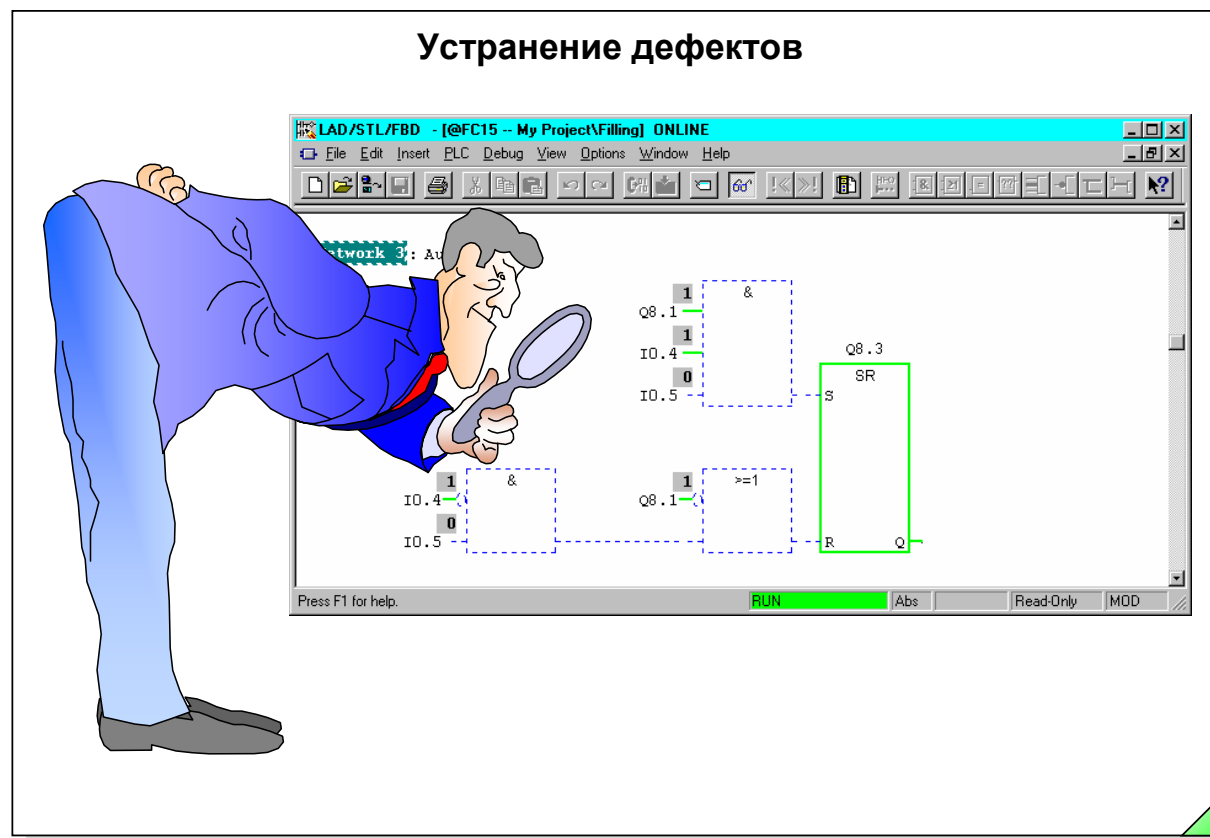 Устранение дефектов
LAD/STL/FBD - [@FC15 -- My Project\Filling] ONLINE
File Edit Insert PLC Debug View Options Window Help
3 : Au
1 &
Q8.1
1
I0.4
Q8.3
0 SR
I0.5 S
1 & 1 >=1
I0.4 Q8.1
0
I0.5 R Q
Press F1 for help. RUN Abs Read-Only MOD